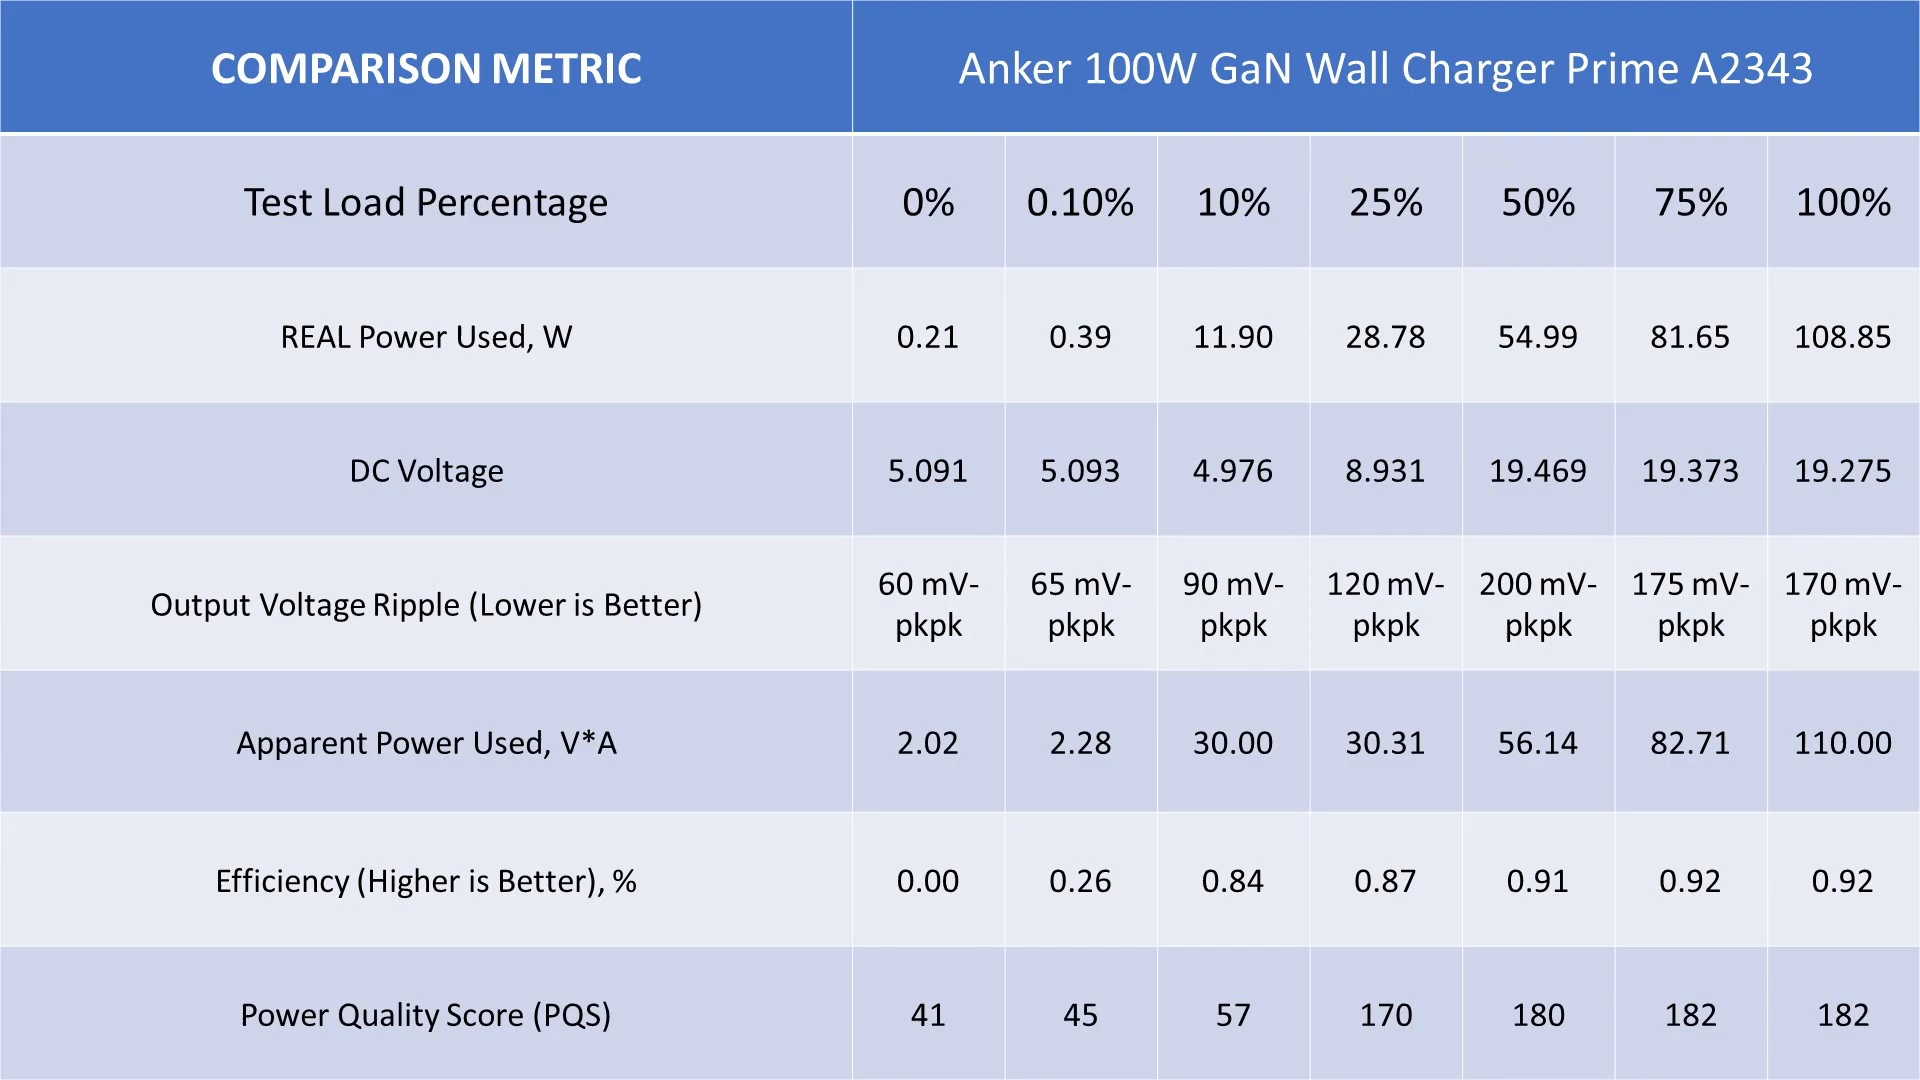 COMPARISON METRIC Anker 100W GaN Wall Charger Prime A2343
Test Load Percentage 0% 0.10% 10% 25% 50% 75% 100%
REAL Power Used, W 0.21 0.39 11.90 28.78 54.99 81.65 108.85
DC Voltage 5.091 5.093 4.976 8.931 19.469 19.373 19.275
Output Voltage Ripple (Lower is Better) 60 mV-pkpk 65 mV-pkpk 90 mV-pkpk 120 mV-pkpk 200 mV-pkpk 175 mV-pkpk 170 mV-pkpk
Apparent Power Used, V*A 2.02 2.28 30.00 30.31 56.14 82.71 110.00
Efficiency (Higher is Better), % 0.00 0.26 0.84 0.87 0.91 0.92 0.92
Power Quality Score (PQS) 41 45 57 170 180 182 182